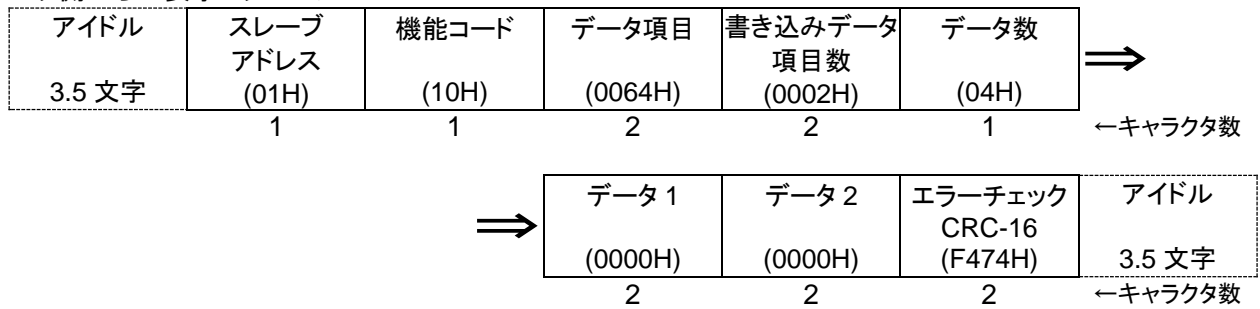 アイドル スレーブ 機能コード データ項目 書き込みデータ データ数
アドレス 項目数 ⇒
3.5 文字 (01H) (10H) (0064H) (0002H) (04H)
1 1 2 2 1 ←キャラクタ数
データ 1 データ 2 エラーチェック アイドル
⇒ CRC-16
(0000H) (0000H) (F474H) 3.5 文字
2 2 2 ←キャラクタ数